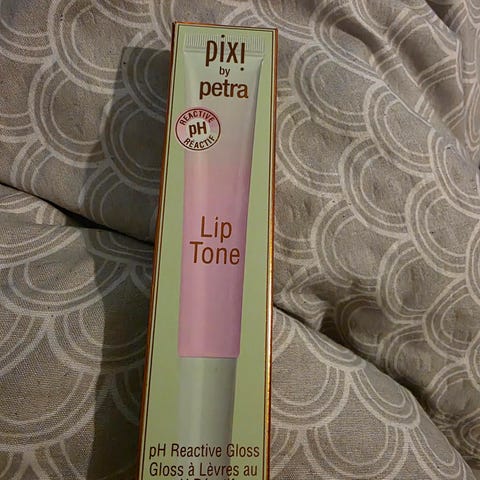 pixi
by
petra
REACTIVE
pH
RÉACTIF
Lip
Tone
pH Reactive Gloss
Gloss à Lèvres au